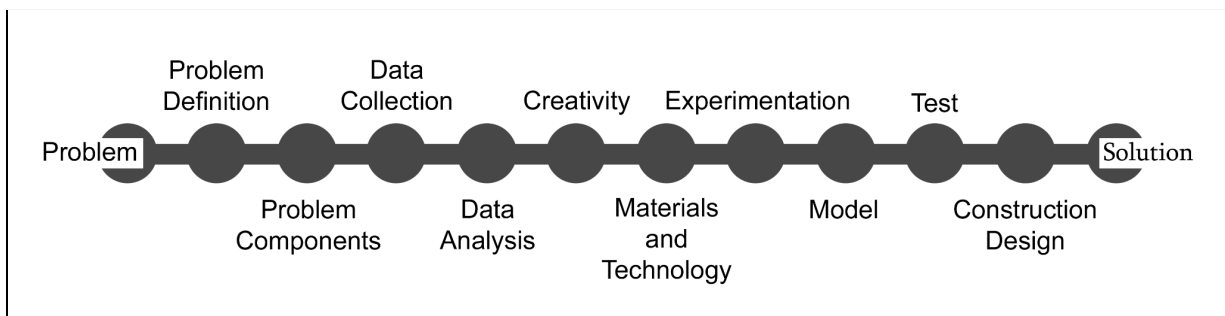 Problem
Problem
Definition
Problem
Components
Data
Collection
Data
Analysis
Creativity
Materials
and
Technology
Experimentation
Model
Test
Construction
Design
Solution